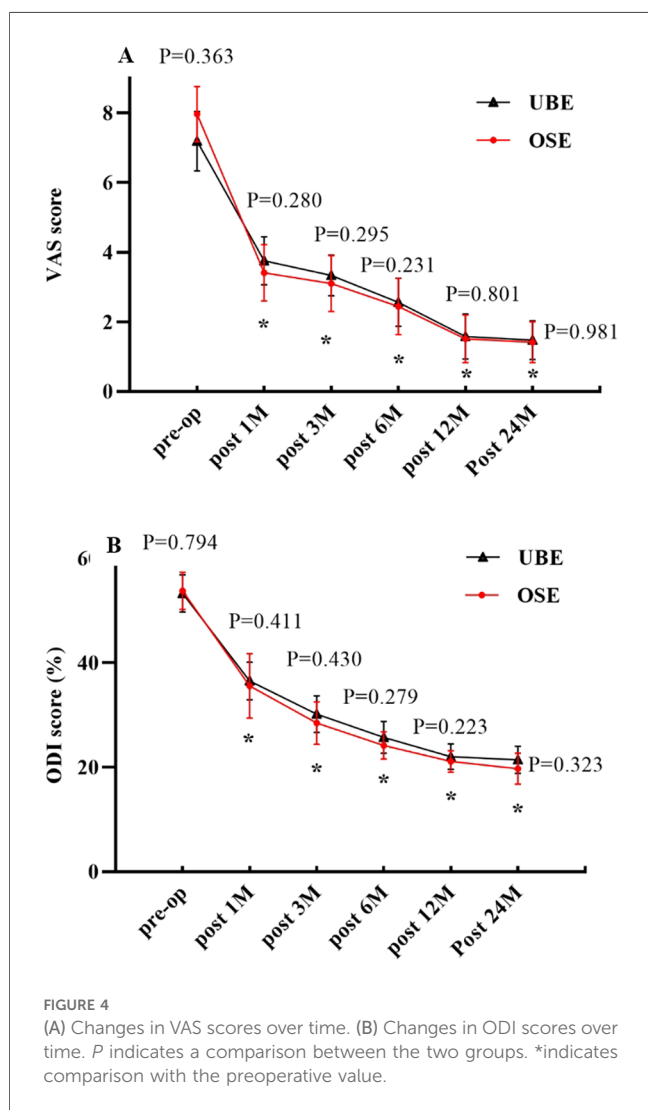 A
P=0.363
8
UBE
OSE
6
P=0.280
P=0.295
VAS score
4
P=0.231
P=0.801
2
P=0.981
* * * * *
0
pre-op
post 1M
post 3M
post 6M
post 12M
Post 24M
B
P=0.794
UBE
OSE
P=0.411
40
P=0.430
P=0.279
ODI score (%)
P=0.223
20
P=0.323
* * * * *
0
pre-op
post 1M
post 3M
post 6M
post 12M
Post 24M
FIGURE 4
(A) Changes in VAS scores over time. (B) Changes in ODI scores over
time. P indicates a comparison between the two groups. *indicates
comparison with the preoperative value.